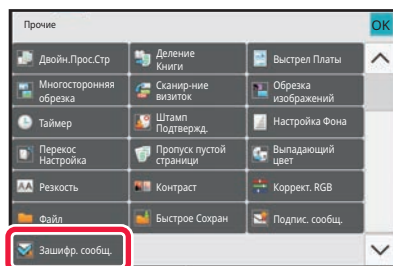 Прочие
OK
Двойн.Прос.Стр
Деление
Книги
Выстрел Платы
Многосторонняя
обрезка
Сканир-ние
визиток
Обрезка
изображений
Таймер
Штамп
Подтвержд.
Настройка Фона
Перекос
Настройка
Пропуск пустой
страници
Выпадающий
цвет
Резкость
Контраст
Коррект. RGB
Файл
Быстрое Сохран
Подпис. сообщ.
Зашифр. сообщ.